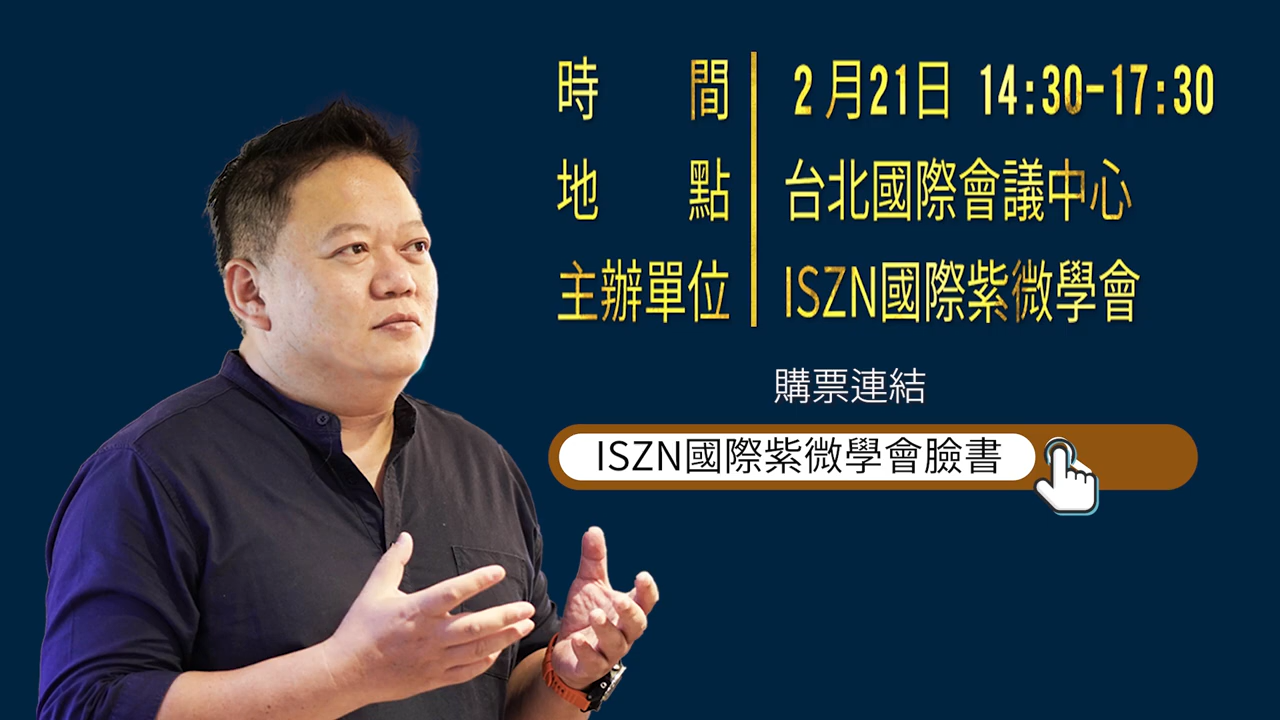 時間 2月21日 14:30-17:30
地點 台北國際會議中心
主辦單位 ISZN國際紫微學會
購票連結
ISZN國際紫微學會臉書